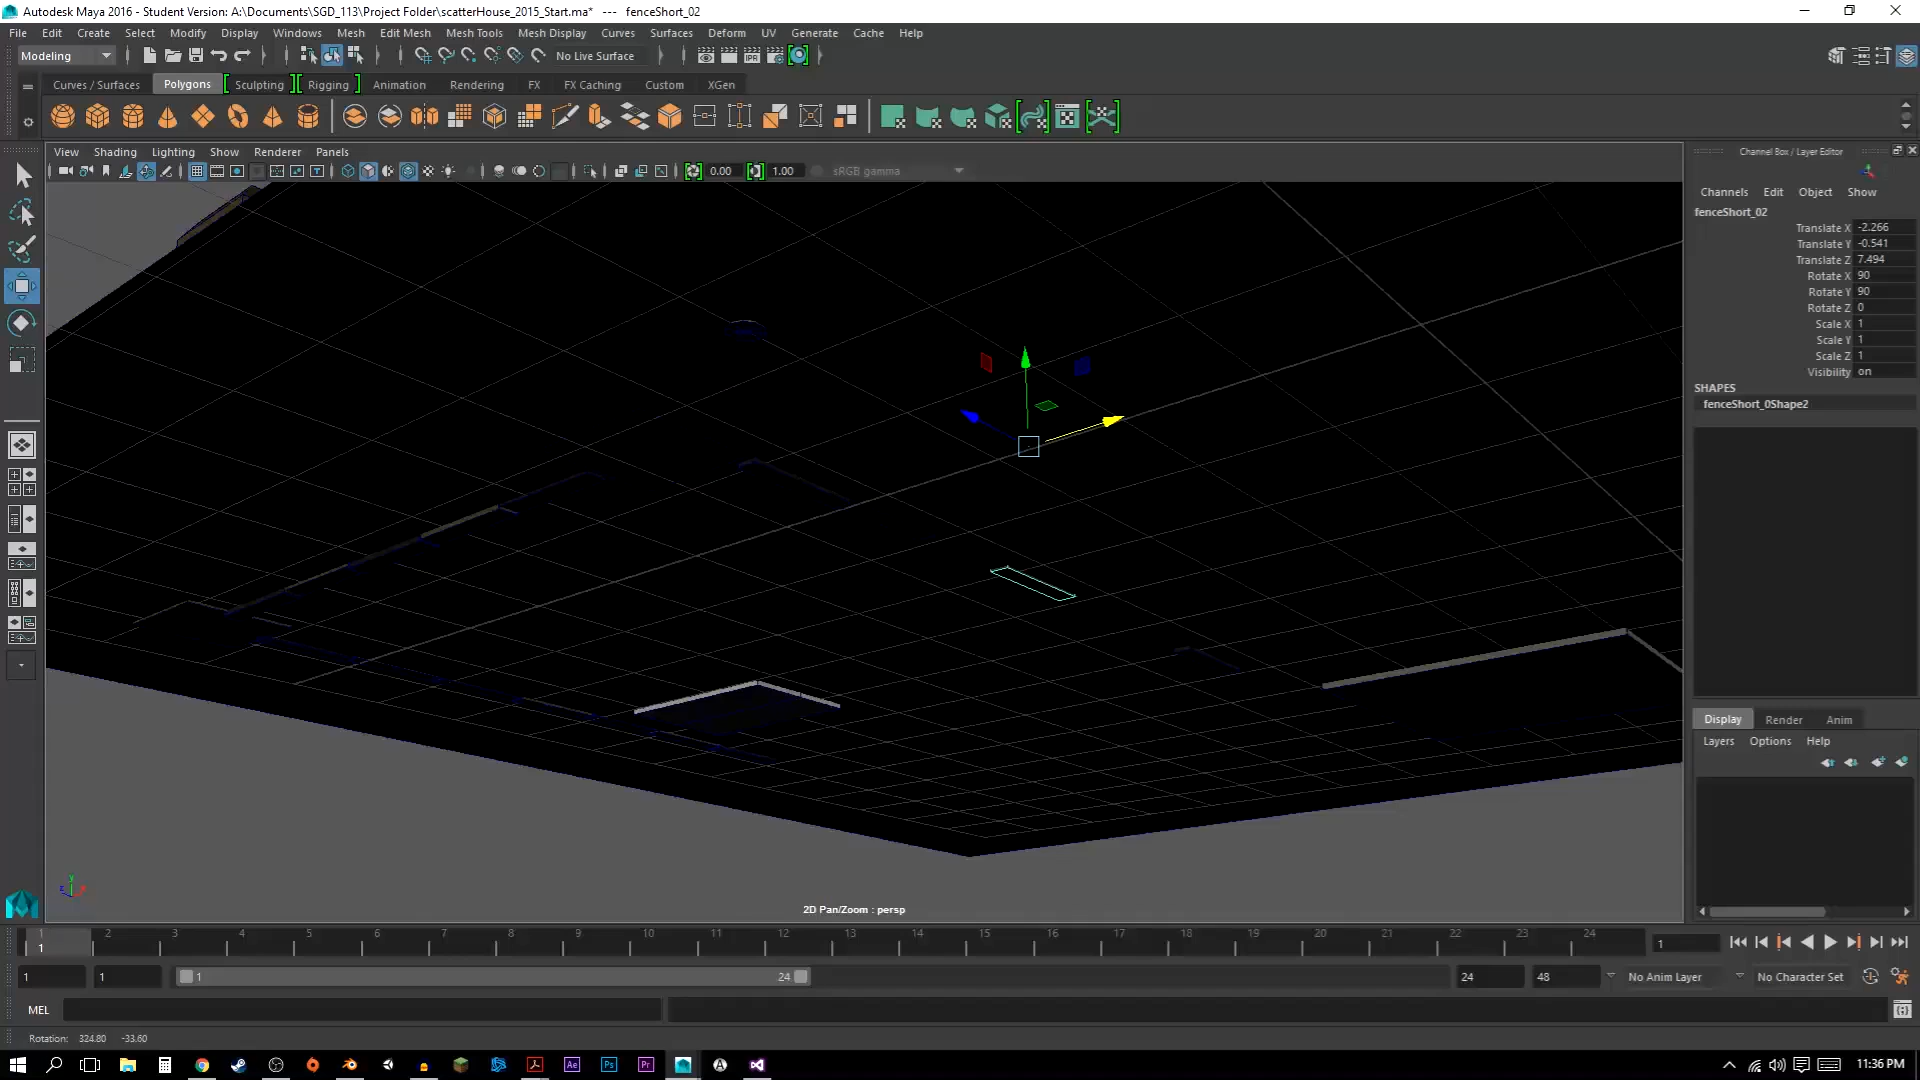 Autodesk Maya 2016 - Student Version: A:\Documents\SGD_113\Project Folder\scatterHouse_2015_Start.ma* --- fenceShort_02
File Edit Create Select Modify Display Windows Mesh Edit Mesh Mesh Tools Mesh Display Curves Surfaces Deform UV Generate Cache Help
Modeling No Live Surface
Curves / Surfaces Polygons Sculpting Rigging Animation Rendering FX FX Caching Custom XGen
View Shading Lighting Show Renderer Panels
0.00 1.00 sRGB gamma
Channel Box / Layer Editor
Channels Edit Object Show
fenceShort_02
Translate X -2.266
Translate Y -0.541
Translate Z 7.494
Rotate X 90
Rotate Y 90
Rotate Z 0
Scale X 1
Scale Y 1
Scale Z 1
Visibility on
SHAPES
fenceShort_0Shape2
Display Render Anim
Layers Options Help
2D Pan/Zoom : persp
1 2 3 4 5 6 7 8 9 10 11 12 13 14 15 16 17 18 19 20 21 22 23 24
1 1
1 1 1 24 24 48 No Anim Layer No Character Set
MEL
Rotation: 324.80 -33.60
Ae Ps Pr 11:36 PM